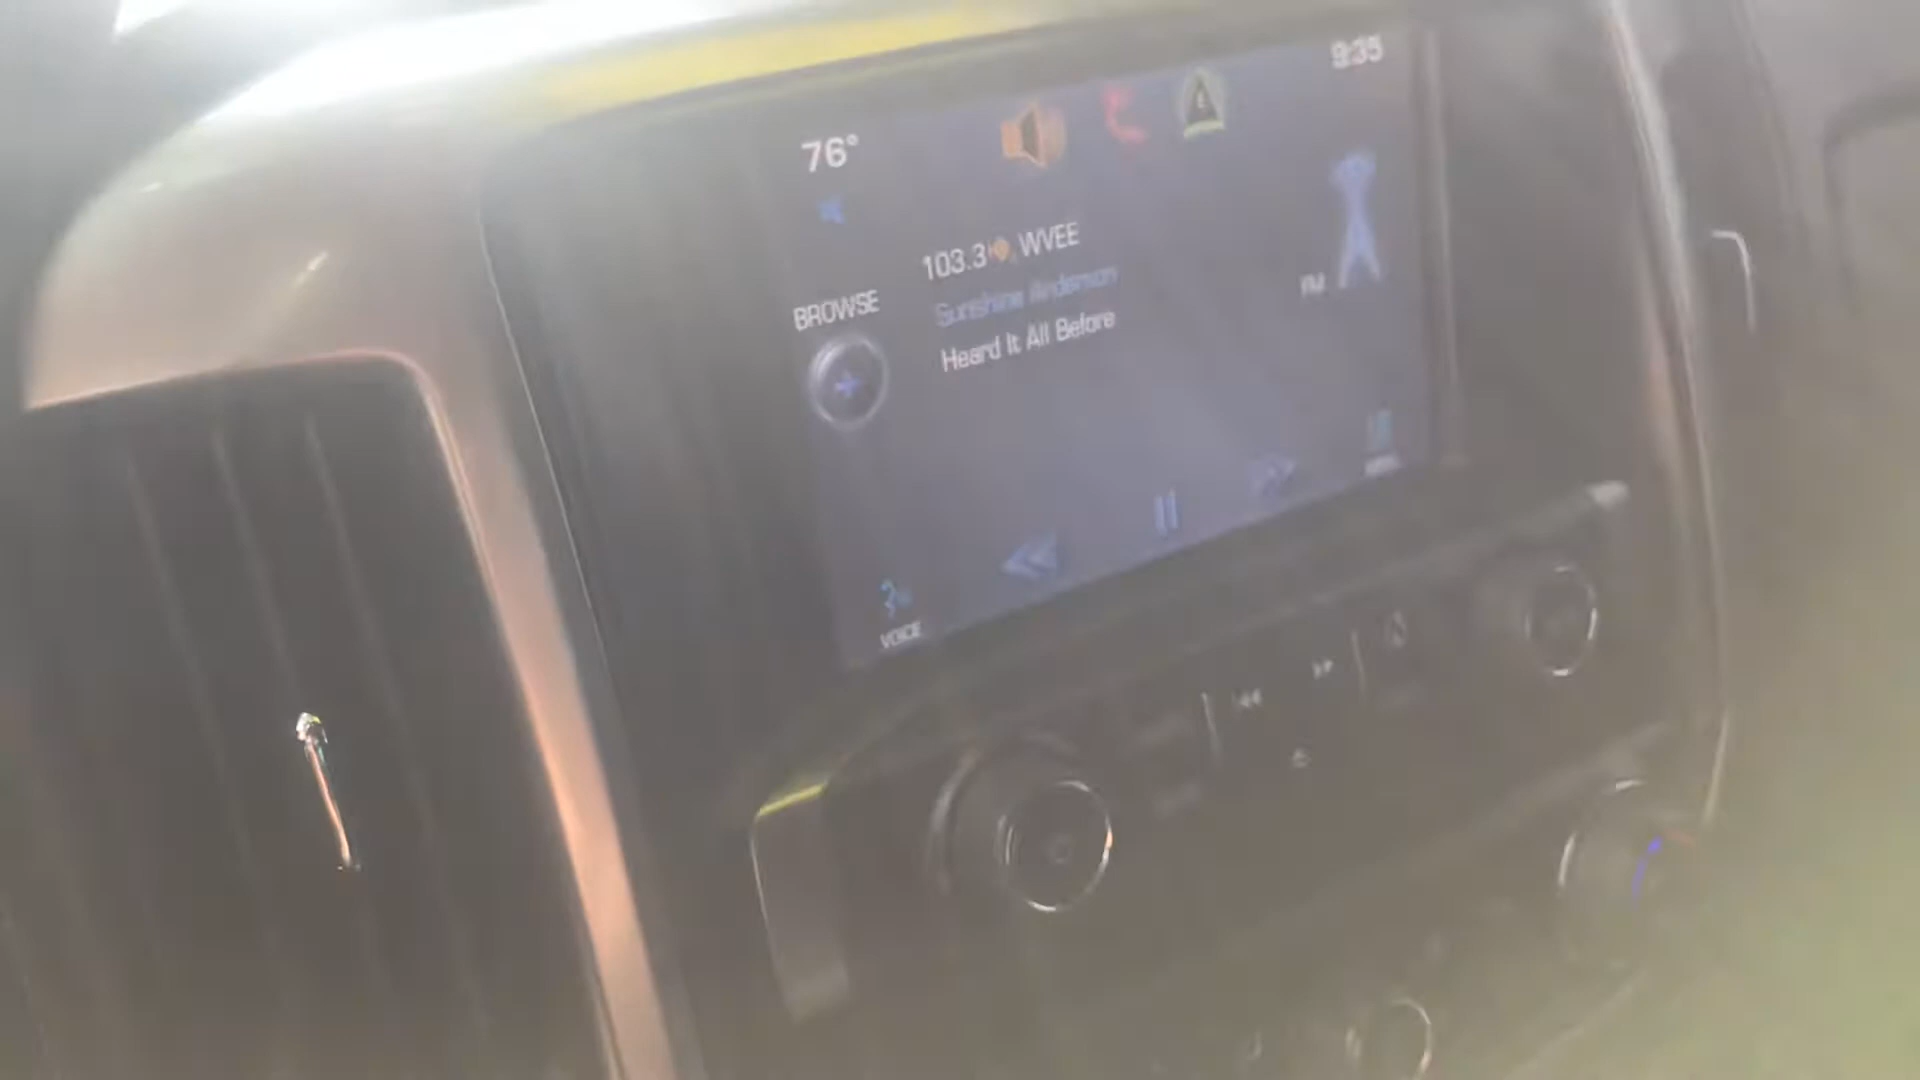 9:35
76°
103.3 WVEE
Sunshine Anderson
Heard It All Before
BROWSE
FM
VOICE